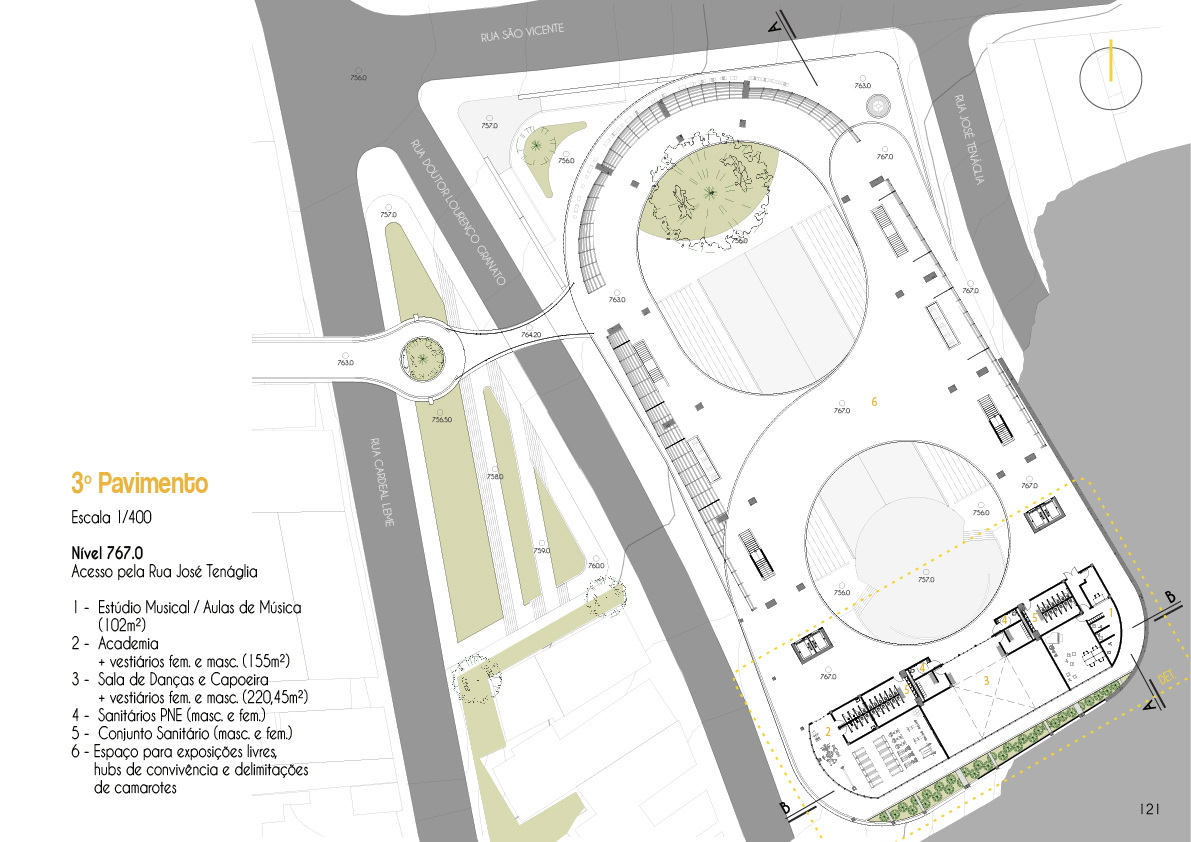 RUA SÃO VICENTE
A
756.0
763.0
757.0
RUA DOUTOR LOURENÇO GRANATO
RUA JOSÉ TENÁGLIA
756.0
767.0
757.0
756.0
767.0
763.0
764.20
763.0
756.50
767.0
6
RUA CARDEAL LEME
758.0
767.0
3º Pavimento
Escala 1/400
756.0
759.0
760.0
757.0
756.0
Nível 767.0
Acesso pela Rua José Tenáglia
B
1 - Estúdio Musical / Aulas de Música
(102m²)
2 - Academia
+ vestiários fem. e masc. (155m²)
3 - Sala de Danças e Capoeira
+ vestiários fem. e masc. (220,45m²)
4 - Sanitários PNE (masc. e fem.)
5 - Conjunto Sanitário (masc. e fem.)
6 - Espaço para exposições livres,
hubs de convivência e delimitações
de camarotes
1
5
4
767.0
4
5
3
2
DET.
A
B
121